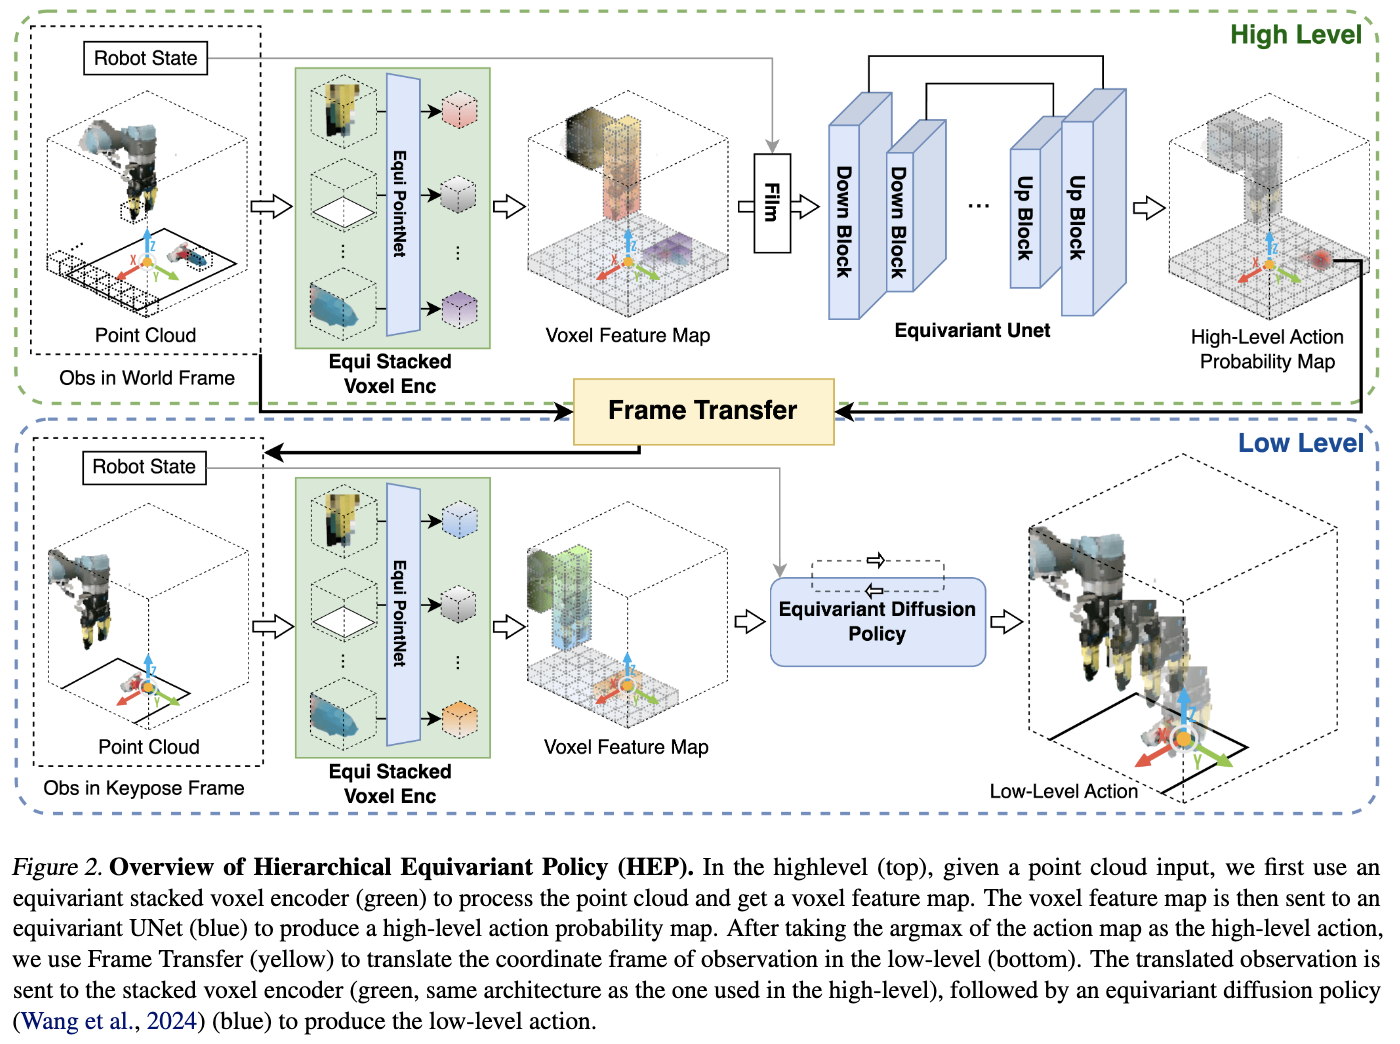 High Level
Robot State
Point Cloud
Obs in World Frame
X
Y
Z
Equi PointNet
Equi Stacked
Voxel Enc
Voxel Feature Map
X
Y
Z
Film
Down Block
Down Block
...
Up Block
Up Block
Equivariant Unet
X
Y
Z
High-Level Action
Probability Map
Frame Transfer
Low Level
Robot State
Point Cloud
Obs in Keypose Frame
X
Y
Z
Equi PointNet
Equi Stacked
Voxel Enc
Voxel Feature Map
X
Y
Z
Equivariant Diffusion
Policy
Low-Level Action
X
Y
Z
Figure 2. Overview of Hierarchical Equivariant Policy (HEP). In the highlevel (top), given a point cloud input, we first use an
equivariant stacked voxel encoder (green) to process the point cloud and get a voxel feature map. The voxel feature map is then sent to an
equivariant UNet (blue) to produce a high-level action probability map. After taking the argmax of the action map as the high-level action,
we use Frame Transfer (yellow) to translate the coordinate frame of observation in the low-level (bottom). The translated observation is
sent to the stacked voxel encoder (green, same architecture as the one used in the high-level), followed by an equivariant diffusion policy
(Wang et al., 2024) (blue) to produce the low-level action.